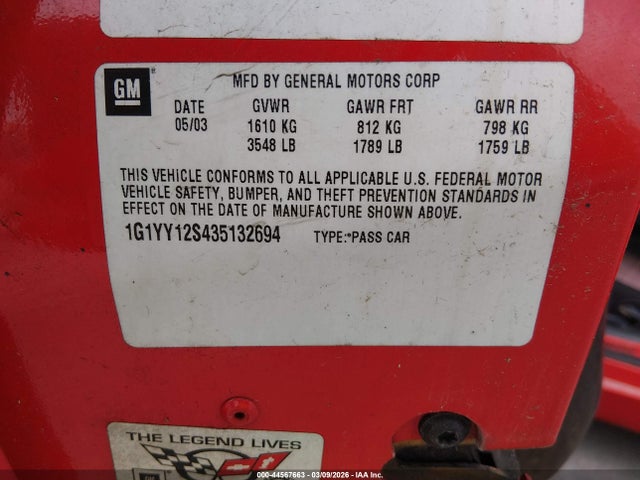 GM
MFD BY GENERAL MOTORS CORP
DATE GVWR GAWR FRT GAWR RR
05/03 1610 KG 812 KG 798 KG
3548 LB 1789 LB 1759 LB
THIS VEHICLE CONFORMS TO ALL APPLICABLE U.S. FEDERAL MOTOR
VEHICLE SAFETY, BUMPER, AND THEFT PREVENTION STANDARDS IN
EFFECT ON THE DATE OF MANUFACTURE SHOWN ABOVE.
1G1YY12S435132694 TYPE:*PASS CAR
THE LEGEND LIVES
GM
000-44567663 | 03/09/2026 - IAA Inc.